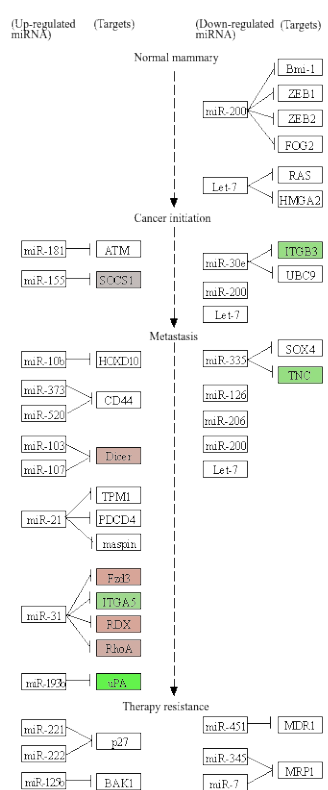 (Up-regulated
miRNA)
(Targets)
(Down-regulated
miRNA)
(Targets)
Normal mammary
miR-200
Bmi-1
ZEB1
ZEB2
FOG2
Let-7
RAS
HMGA2
Cancer initiation
miR-181
ATM
miR-155
SOCS1
miR-30e
ITGB3
UBC9
miR-200
Let-7
Metastasis
miR-10b
HOXD10
miR-373
miR-520
CD44
miR-103
miR-107
Dicer
miR-21
TPM1
PDCD4
maspin
miR-31
Fzd3
ITGA5
RDX
RhoA
miR-193b
uPA
miR-335
SOX4
TNC
miR-126
miR-206
miR-200
Let-7
Therapy resistance
miR-221
miR-222
p27
miR-125b
BAK1
miR-451
MDR1
miR-345
miR-7
MRP1